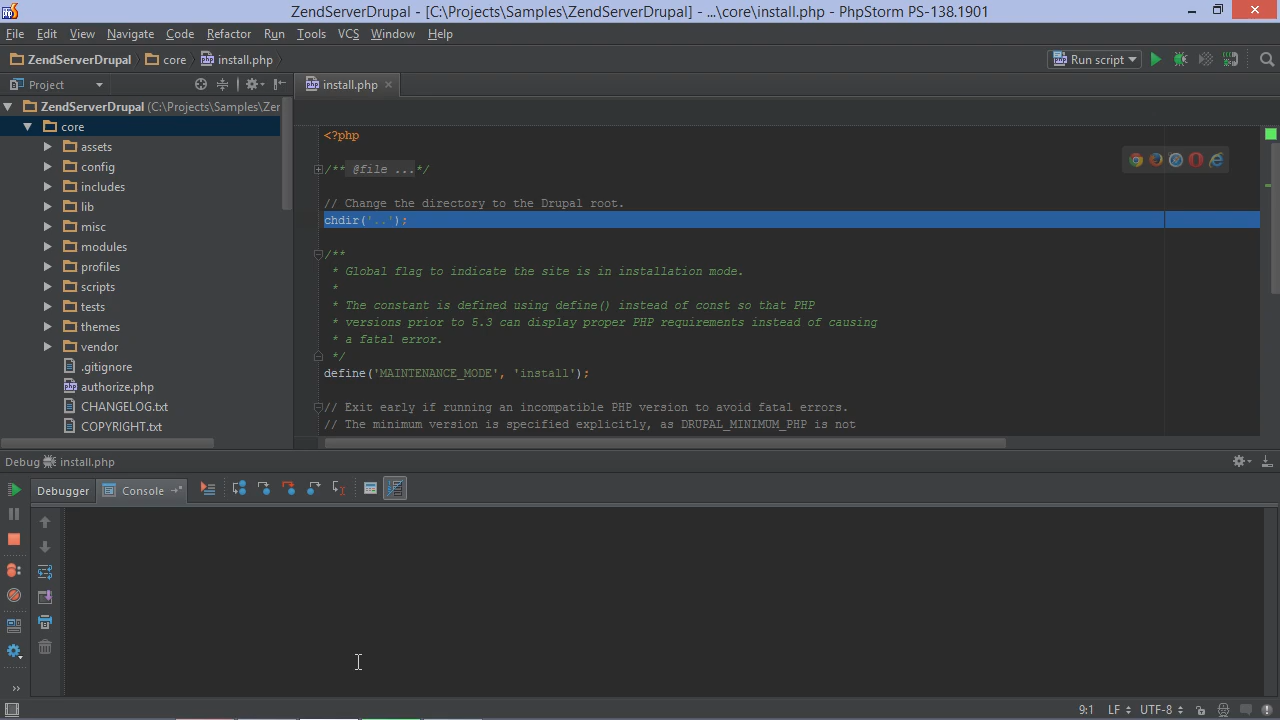 ZendServerDrupal - [C:\Projects\Samples\ZendServerDrupal] - ...\core\install.php - PhpStorm PS-138.1901
File Edit View Navigate Code Refactor Run Tools VCS Window Help
ZendServerDrupal core install.php Run script
Project
install.php
ZendServerDrupal (C:\Projects\Samples\Zer
core
assets
config
includes
lib
misc
modules
profiles
scripts
tests
themes
vendor
.gitignore
authorize.php
CHANGELOG.txt
COPYRIGHT.txt
<?php
/** @file ...*/
// Change the directory to the Drupal root.
chdir('..');
/**
* Global flag to indicate the site is in installation mode.
*
* The constant is defined using define() instead of const so that PHP
* versions prior to 5.3 can display proper PHP requirements instead of causing
* a fatal error.
*/
define('MAINTENANCE_MODE', 'install');
// Exit early if running an incompatible PHP version to avoid fatal errors.
// The minimum version is specified explicitly, as DRUPAL_MINIMUM_PHP is not
Debug install.php
Debugger Console
9:1 LF UTF-8